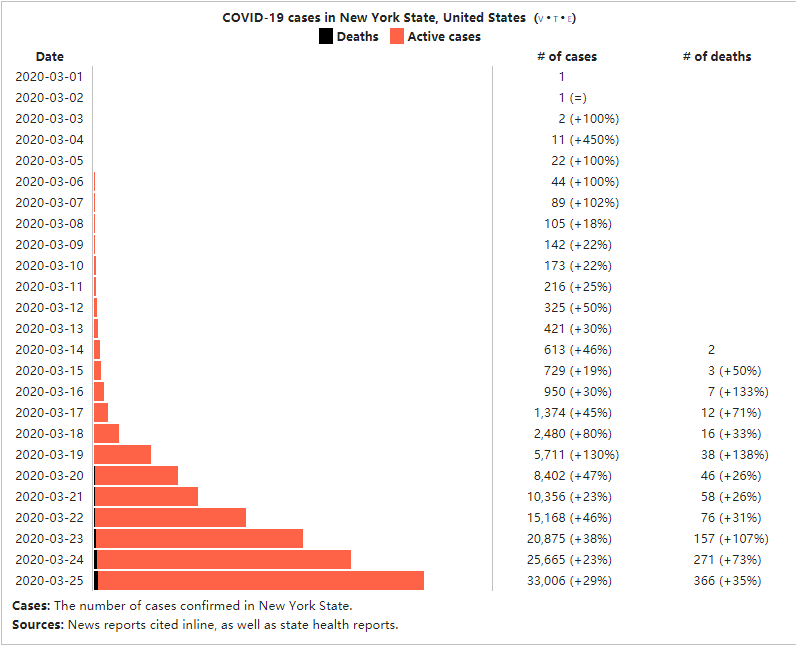 COVID-19 cases in New York State, United States (V • T • E)
Deaths Active cases
Date # of cases # of deaths
2020-03-01 1
2020-03-02 1 (=)
2020-03-03 2 (+100%)
2020-03-04 11 (+450%)
2020-03-05 22 (+100%)
2020-03-06 44 (+100%)
2020-03-07 89 (+102%)
2020-03-08 105 (+18%)
2020-03-09 142 (+22%)
2020-03-10 173 (+22%)
2020-03-11 216 (+25%)
2020-03-12 325 (+50%)
2020-03-13 421 (+30%)
2020-03-14 613 (+46%) 2
2020-03-15 729 (+19%) 3 (+50%)
2020-03-16 950 (+30%) 7 (+133%)
2020-03-17 1,374 (+45%) 12 (+71%)
2020-03-18 2,480 (+80%) 16 (+33%)
2020-03-19 5,711 (+130%) 38 (+138%)
2020-03-20 8,402 (+47%) 46 (+26%)
2020-03-21 10,356 (+23%) 58 (+26%)
2020-03-22 15,168 (+46%) 76 (+31%)
2020-03-23 20,875 (+38%) 157 (+107%)
2020-03-24 25,665 (+23%) 271 (+73%)
2020-03-25 33,006 (+29%) 366 (+35%)
Cases: The number of cases confirmed in New York State.
Sources: News reports cited inline, as well as state health reports.